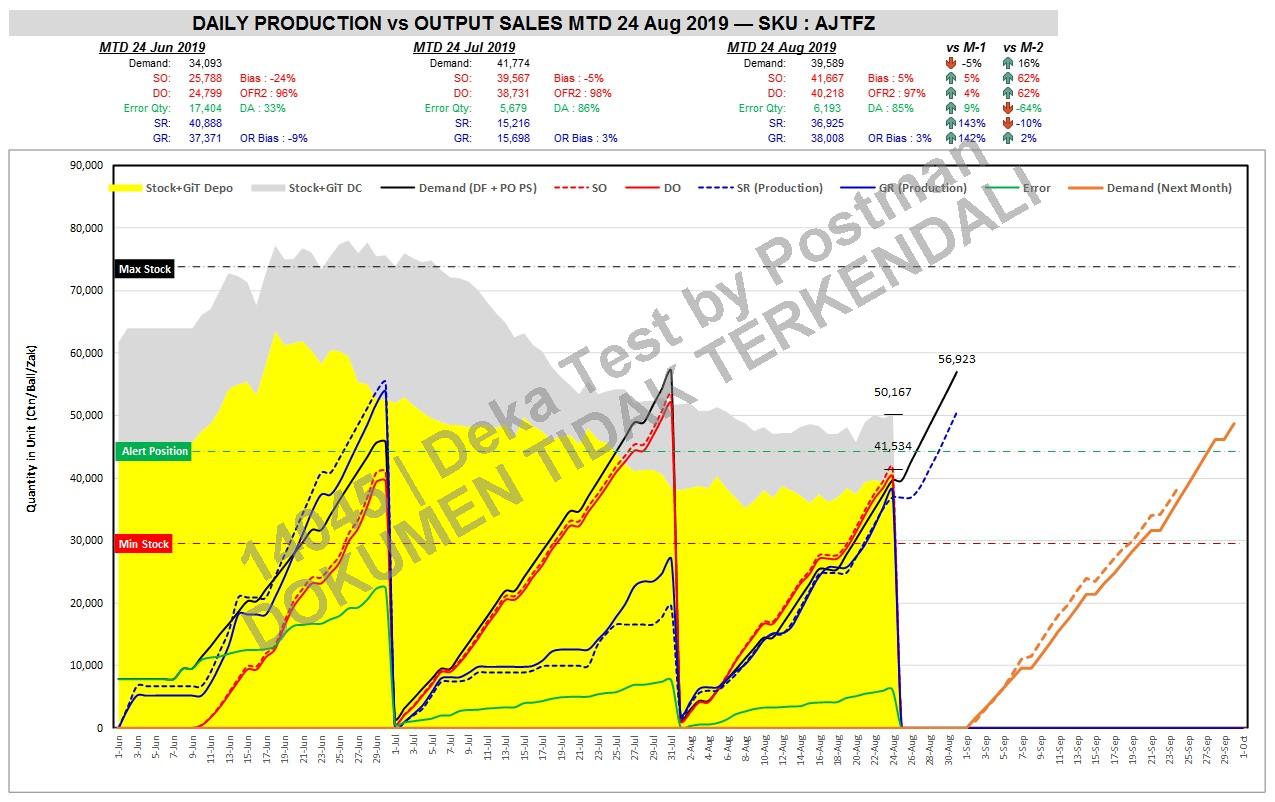 DAILY PRODUCTION vs OUTPUT SALES MTD 24 Aug 2019 — SKU : AJTFZ
MTD 24 Jun 2019 MTD 24 Jul 2019 MTD 24 Aug 2019 vs M-1 vs M-2
Demand: 34,093 Demand: 41,774 Demand: 39,589 -5% 16%
SO: 25,788 Bias : -24% SO: 39,567 Bias : -5% SO: 41,667 Bias : 5% 5% 62%
DO: 24,799 OFR2 : 96% DO: 38,731 OFR2 : 98% DO: 40,218 OFR2 : 97% 4% 62%
Error Qty: 17,404 DA : 33% Error Qty: 5,679 DA : 86% Error Qty: 6,193 DA : 85% 9% -64%
SR: 40,888 SR: 15,216 SR: 36,925 143% -10%
GR: 37,371 OR Bias : -9% GR: 15,698 OR Bias : 3% GR: 38,008 OR Bias : 3% 142% 2%
90,000
Stock+GiT Depo Stock+GiT DC Demand (DF + PO PS) SO DO SR (Production) GR (Production) Error Demand (Next Month)
80,000
Max Stock
70,000
60,000
56,923
50,167
50,000
41,534
Alert Position
40,000
Min Stock
30,000
20,000
10,000
0
Quantity in Unit (Ctn/Bal/Zak)
14045 | Deka Test by Postman
DOKUMEN TIDAK TERKENDALI
1-Jun 3-Jun 5-Jun 7-Jun 9-Jun 11-Jun 13-Jun 15-Jun 17-Jun 19-Jun 21-Jun 23-Jun 25-Jun 27-Jun 29-Jun 1-Jul 3-Jul 5-Jul 7-Jul 9-Jul 11-Jul 13-Jul 15-Jul 17-Jul 19-Jul 21-Jul 23-Jul 25-Jul 27-Jul 29-Jul 31-Jul 2-Aug 4-Aug 6-Aug 8-Aug 10-Aug 12-Aug 14-Aug 16-Aug 18-Aug 20-Aug 22-Aug 24-Aug 26-Aug 28-Aug 30-Aug 1-Sep 3-Sep 5-Sep 7-Sep 9-Sep 11-Sep 13-Sep 15-Sep 17-Sep 19-Sep 21-Sep 23-Sep 25-Sep 27-Sep 29-Sep 1-Oct